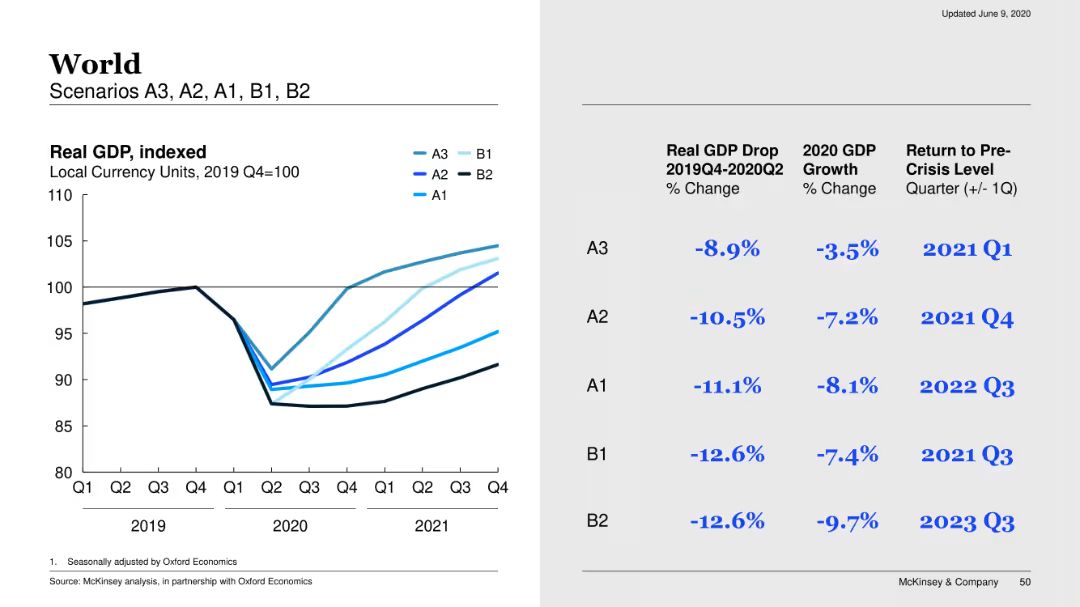 Updated June 9, 2020
World
Scenarios A3, A2, A1, B1, B2
Real GDP, indexed
Local Currency Units, 2019 Q4=100
A3 B1
A2 B2
A1
110
105
100
95
90
85
80
Q1 Q2 Q3 Q4 Q1 Q2 Q3 Q4 Q1 Q2 Q3 Q4
2019 2020 2021
1. Seasonally adjusted by Oxford Economics
Source: McKinsey analysis, in partnership with Oxford Economics
Real GDP Drop 2020 GDP Return to Pre-
2019Q4-2020Q2 Growth Crisis Level
% Change % Change Quarter (+/- 1Q)
A3 -8.9% -3.5% 2021 Q1
A2 -10.5% -7.2% 2021 Q4
A1 -11.1% -8.1% 2022 Q3
B1 -12.6% -7.4% 2021 Q3
B2 -12.6% -9.7% 2023 Q3
McKinsey & Company 50